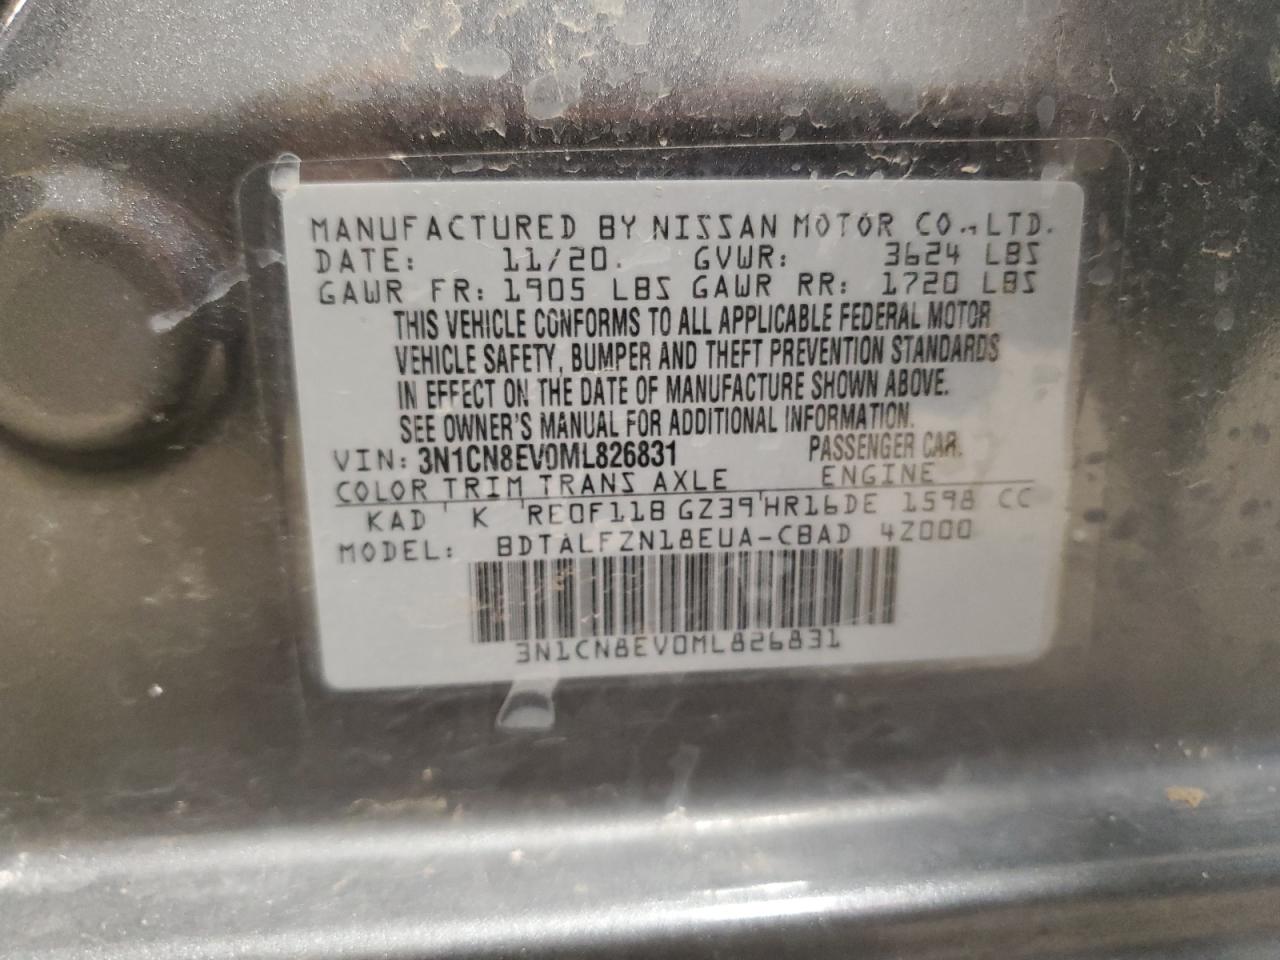 MANUFACTURED BY NISSAN MOTOR CO., LTD.
DATE: 11/20. GVWR: 3624 LBS
GAWR FR: 1905 LBS GAWR RR: 1720 LBS
THIS VEHICLE CONFORMS TO ALL APPLICABLE FEDERAL MOTOR
VEHICLE SAFETY, BUMPER AND THEFT PREVENTION STANDARDS
IN EFFECT ON THE DATE OF MANUFACTURE SHOWN ABOVE.
SEE OWNER'S MANUAL FOR ADDITIONAL INFORMATION.
VIN: 3N1CN8EV0ML826831 PASSENGER CAR.
COLOR TRIM TRANS AXLE ENGINE
KAD K RE0F11B GZ39 HR16DE 1598 CC
MODEL: BDTALFZN18EUA-CBAD 4Z000
3N1CN8EV0ML826831